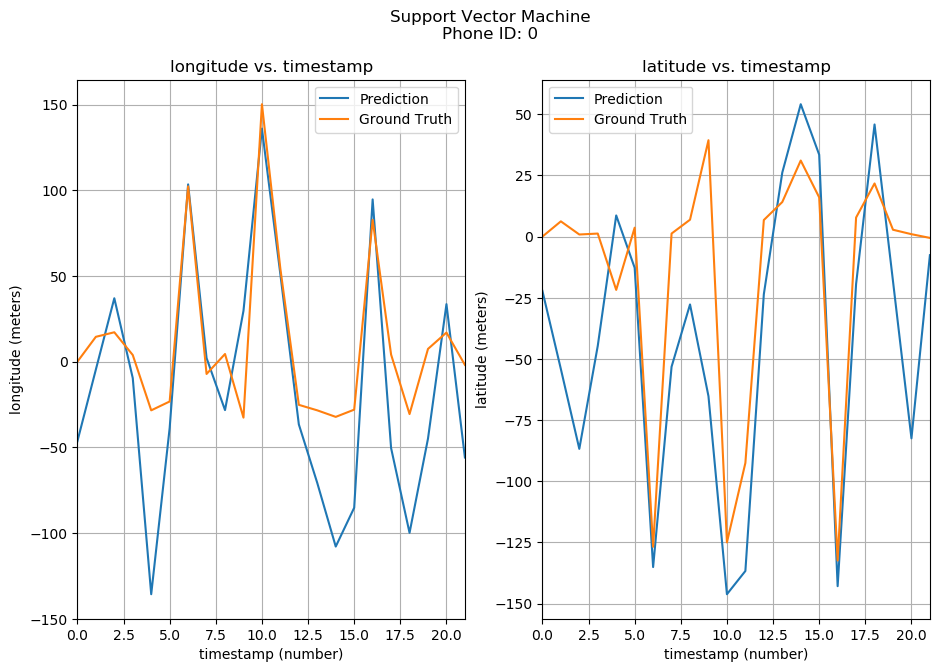 Support Vector Machine
Phone ID: 0
longitude vs. timestamp
Prediction
Ground Truth
150
100
50
0
−50
−100
−150
longitude (meters)
0.0 2.5 5.0 7.5 10.0 12.5 15.0 17.5 20.0
timestamp (number)
latitude vs. timestamp
Prediction
Ground Truth
50
25
0
−25
−50
−75
−100
−125
−150
latitude (meters)
0.0 2.5 5.0 7.5 10.0 12.5 15.0 17.5 20.0
timestamp (number)